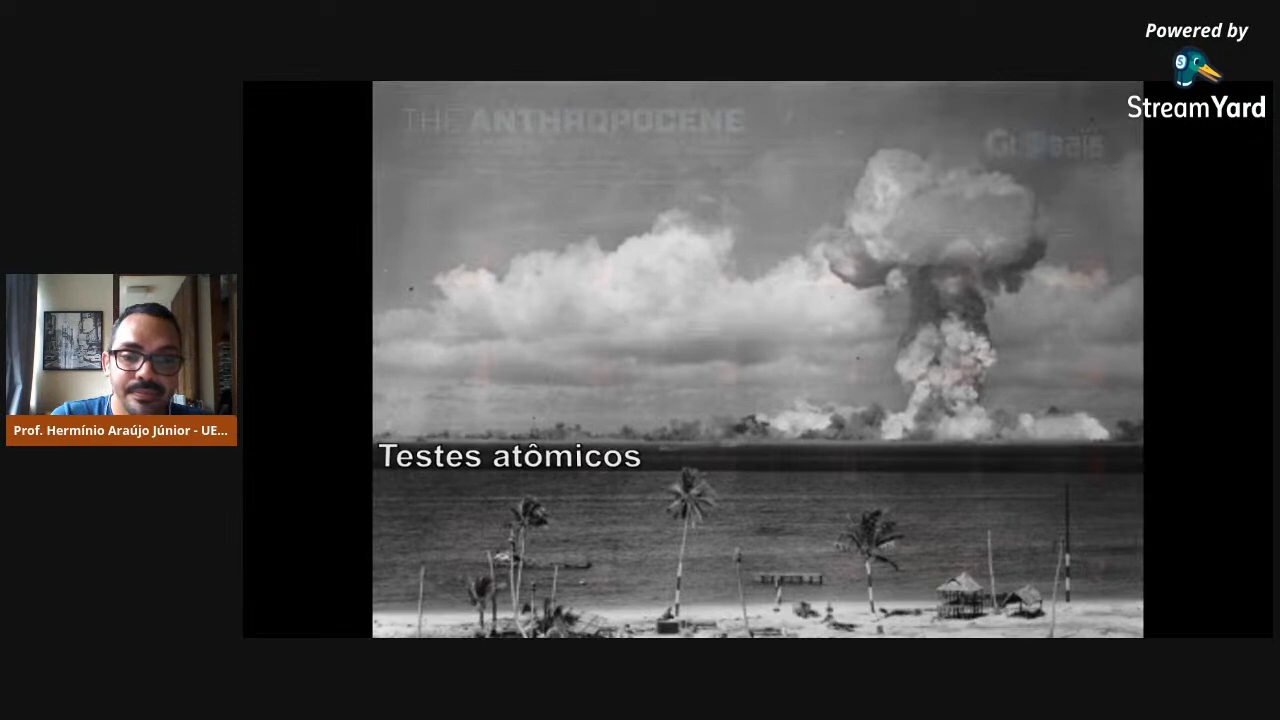 Powered by
StreamYard
THE ANTHROPOCENE
Testes atômicos
Prof. Hermínio Araújo Júnior - UE...